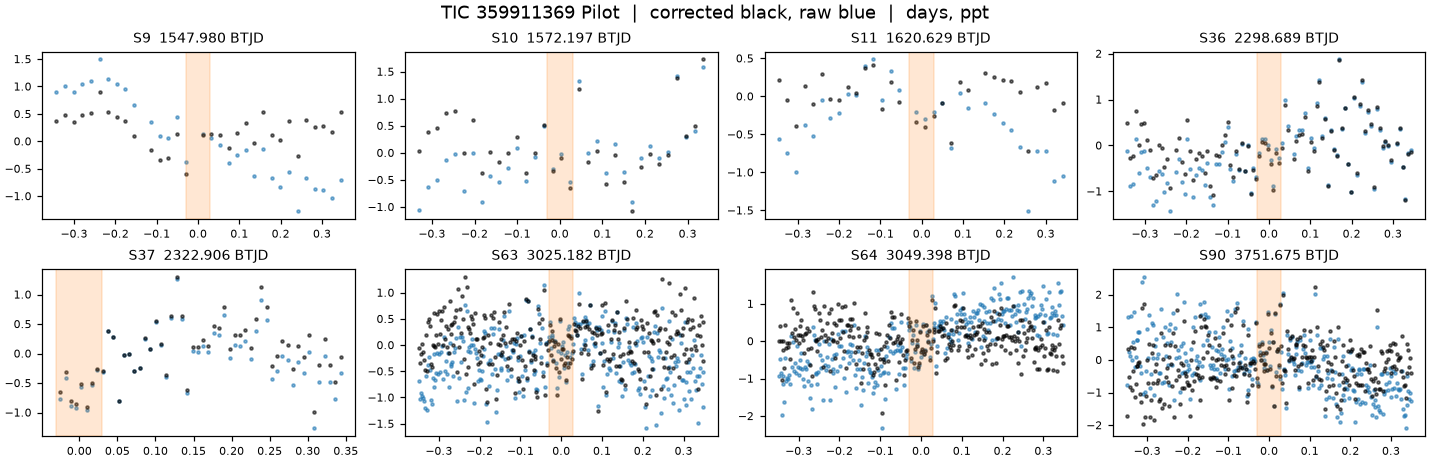 TIC 359911369 Pilot | corrected black, raw blue | days, ppt
S9 1547.980 BTJD
S10 1572.197 BTJD
S11 1620.629 BTJD
S36 2298.689 BTJD
1.5
1.0
0.5
0.0
−0.5
−1.0
−0.3 −0.2 −0.1 0.0 0.1 0.2 0.3
1.5
1.0
0.5
0.0
−0.5
−1.0
−0.3 −0.2 −0.1 0.0 0.1 0.2 0.3
0.5
0.0
−0.5
−1.0
−1.5
−0.3 −0.2 −0.1 0.0 0.1 0.2 0.3
2
1
0
−1
−0.3 −0.2 −0.1 0.0 0.1 0.2 0.3
S37 2322.906 BTJD
S63 3025.182 BTJD
S64 3049.398 BTJD
S90 3751.675 BTJD
1.0
0.5
0.0
−0.5
−1.0
0.00 0.05 0.10 0.15 0.20 0.25 0.30 0.35
1.0
0.5
0.0
−0.5
−1.0
−1.5
−0.3 −0.2 −0.1 0.0 0.1 0.2 0.3
1
0
−1
−2
−0.3 −0.2 −0.1 0.0 0.1 0.2 0.3
2
1
0
−1
−2
−0.3 −0.2 −0.1 0.0 0.1 0.2 0.3